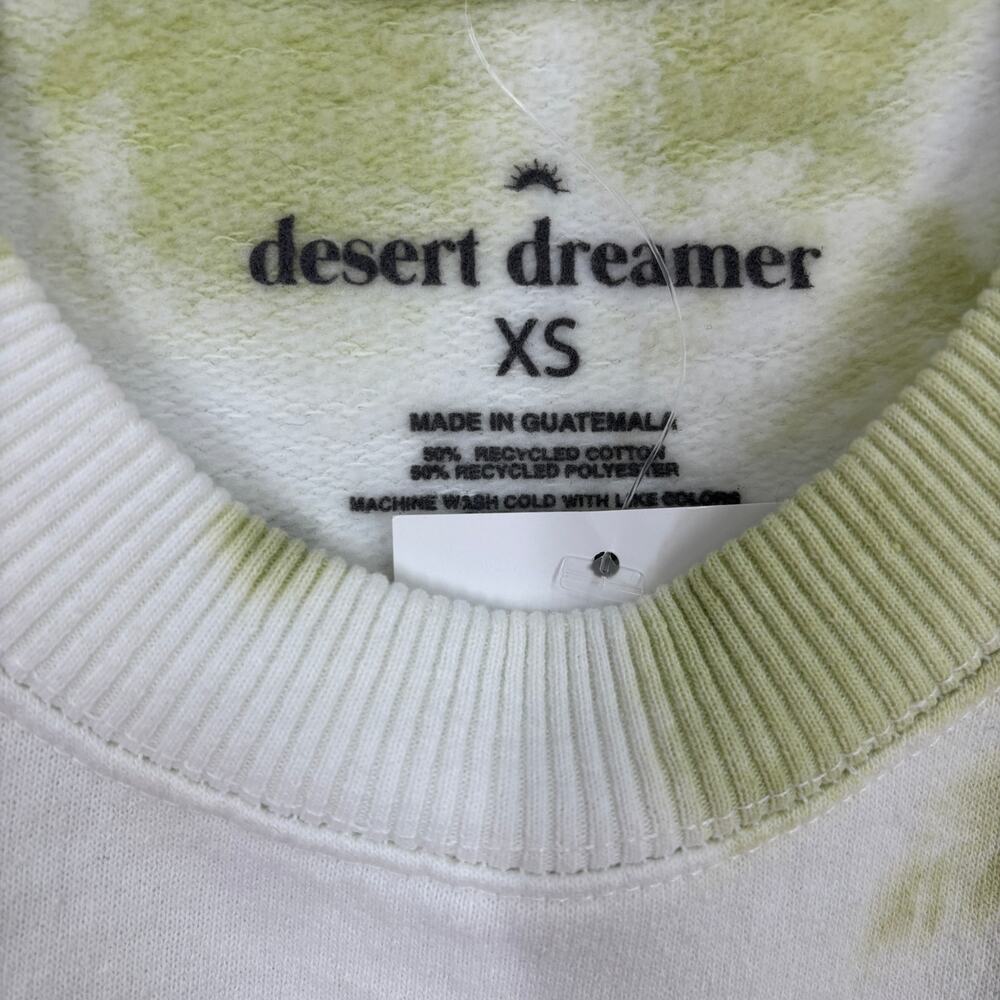 desert dreamer
XS
MADE IN GUATEMALA
50% RECYCLED COTTON
50% RECYCLED POLYESTER
MACHINE WASH COLD WITH LIKE COLORS